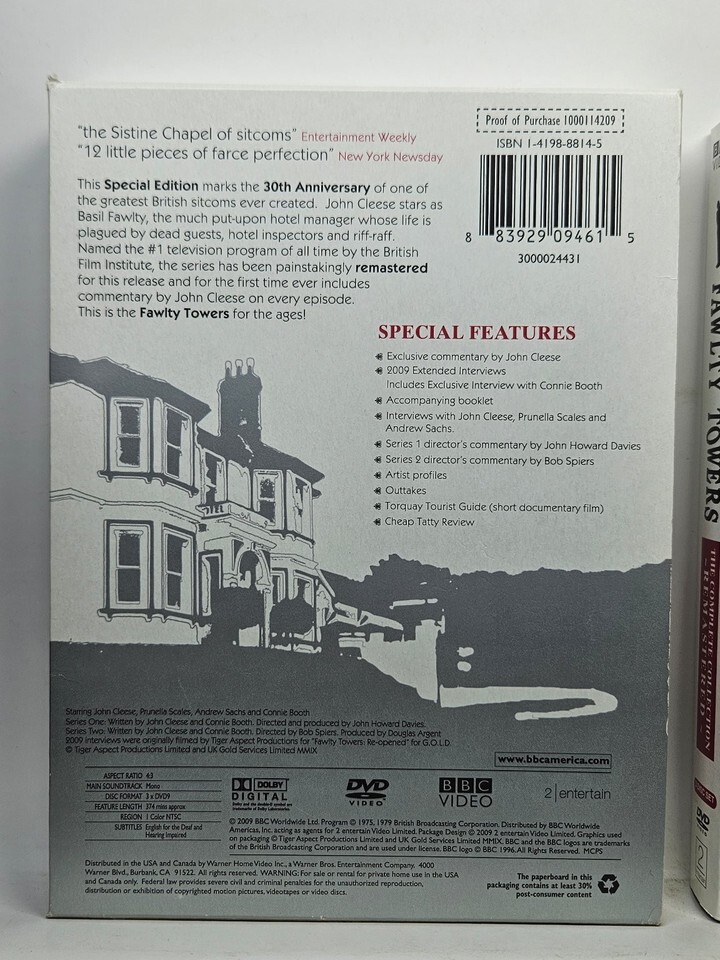 "the Sistine Chapel of sitcoms" Entertainment Weekly
"12 little pieces of farce perfection" New York Newsday
This Special Edition marks the 30th Anniversary of one of
the greatest British sitcoms ever created. John Cleese stars as
Basil Fawlty, the much put-upon hotel manager whose life is
plagued by dead guests, hotel inspectors and riff-raff.
Named the #1 television program of all time by the British
Film Institute, the series has been painstakingly remastered
for this release and for the first time ever includes
commentary by John Cleese on every episode.
This is the Fawlty Towers for the ages!
Proof of Purchase 1000114209
ISBN 1-4198-8814-5
8 83929 09461 5
3000024431
SPECIAL FEATURES
Exclusive commentary by John Cleese
2009 Extended Interviews
Includes Exclusive Interview with Connie Booth
Accompanying booklet
Interviews with John Cleese, Prunella Scales and
Andrew Sachs.
Series 1 director's commentary by John Howard Davies
Series 2 director's commentary by Bob Spiers
Artist profiles
Outtakes
Torquay Tourist Guide (short documentary film)
Cheap Tatty Review
Starring John Cleese, Prunella Scales, Andrew Sachs and Connie Booth
Series One: Written by John Cleese and Connie Booth. Directed and produced by John Howard Davies.
Series Two: Written by John Cleese and Connie Booth. Directed by Bob Spiers. Produced by Douglas Argent
2009 interviews were originally filmed by Tiger Aspect Productions for "Fawlty Towers: Re-opened" for G.O.L.D.
© Tiger Aspect Productions Limited and UK Gold Services Limited MMIX
www.bbcamerica.com
ASPECT RATIO 4:3
MAIN SOUNDTRACK Mono
DISC FORMAT 3 x DVD9
FEATURE LENGTH 374 mins approx
REGION 1 Color NTSC
SUBTITLES English for the Deaf and
Hearing Impaired
DOLBY
DIGITAL
DVD
VIDEO
BBC
VIDEO
2|entertain
© 2009 BBC Worldwide Ltd. Program © 1975, 1979 British Broadcasting Corporation. Distributed by BBC Worldwide
Americas, Inc. acting as agents for 2 entertain Video Limited. Package Design © 2009 2 entertain Video Limited. Graphics used
on packaging © Tiger Aspect Productions Limited and UK Gold Services Limited MMIX, BBC and the BBC logos are trademarks
of the British Broadcasting Corporation and are used under license. BBC logo © BBC 1996. All Rights Reserved. MCPS
Distributed in the USA and Canada by Warner Home Video Inc., a Warner Bros. Entertainment Company, 4000
Warner Blvd., Burbank, CA 91522. All rights reserved. WARNING: For sale or rental for private home use in the USA
and Canada only. Federal law provides severe civil and criminal penalties for the unauthorized reproduction,
distribution or exhibition of copyrighted motion pictures, videotapes or video discs.
The paperboard in this
packaging contains at least 30%
post-consumer content
FAWLTY TOWERS
THE COMPLETE COLLECTION
REMASTERED